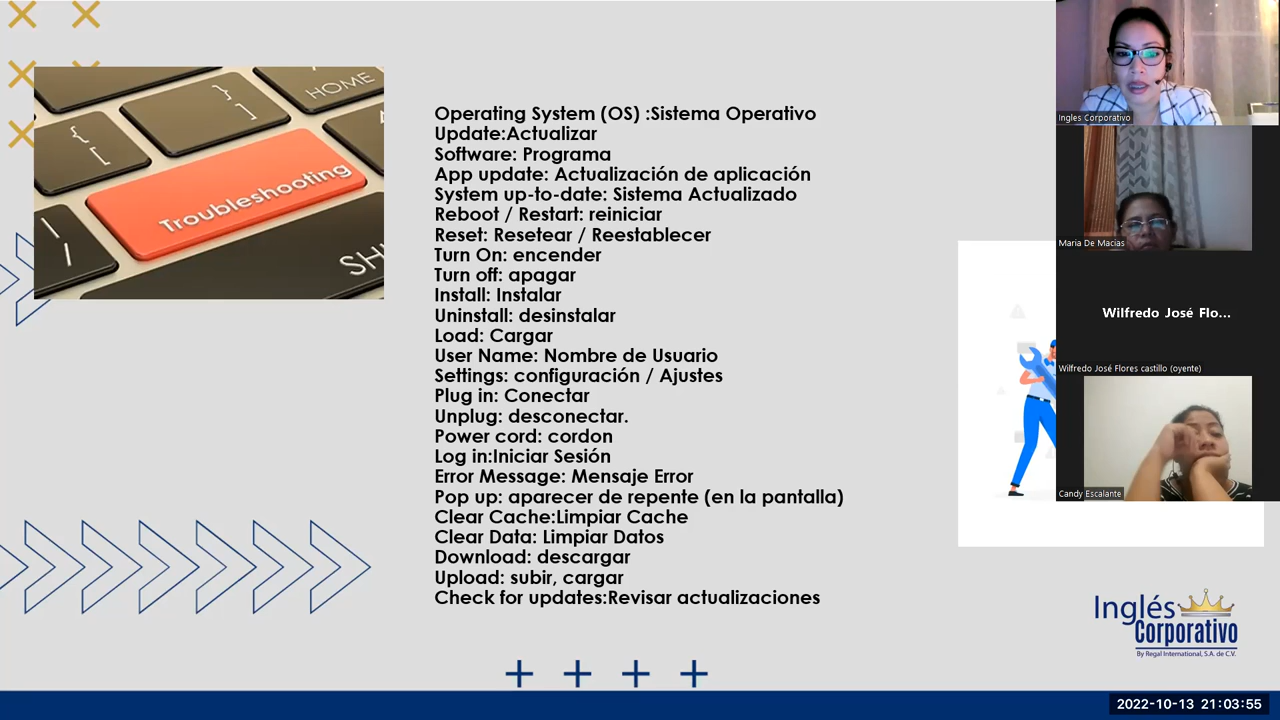 HOME
}
]
{
[
Troubleshooting
\
/
SH
Operating System (OS) :Sistema Operativo
Update:Actualizar
Software: Programa
App update: Actualización de aplicación
System up-to-date: Sistema Actualizado
Reboot / Restart: reiniciar
Reset: Resetear / Reestablecer
Turn On: encender
Turn off: apagar
Install: Instalar
Uninstall: desinstalar
Load: Cargar
User Name: Nombre de Usuario
Settings: configuración / Ajustes
Plug in: Conectar
Unplug: desconectar.
Power cord: cordon
Log in:Iniciar Sesión
Error Message: Mensaje Error
Pop up: aparecer de repente (en la pantalla)
Clear Cache:Limpiar Cache
Clear Data: Limpiar Datos
Download: descargar
Upload: subir, cargar
Check for updates:Revisar actualizaciones
Ingles Corporativo
Maria De Macias
Wilfredo José Flo...
Wilfredo José Flores castillo (oyente)
Candy Escalante
Inglés
Corporativo
By Regal International, S.A. de C.V.
2022-10-13 21:03:55